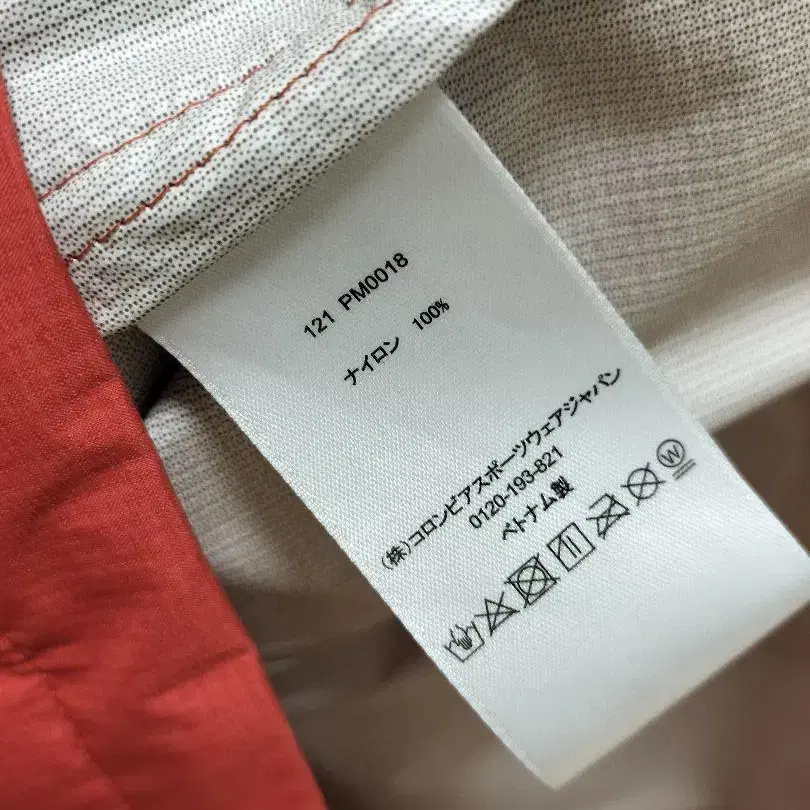 121 PM0018
ナイロン 100%
(株)コロンビアスポーツウェアジャパン
0120-193-821
ベトナム製
W